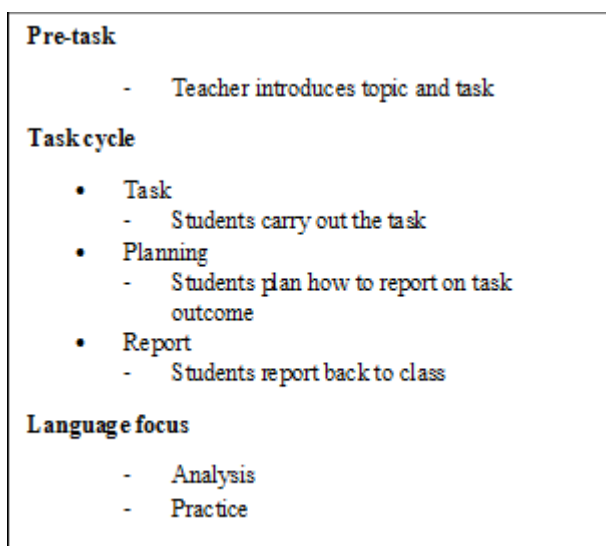 Pre-task
- Teacher introduces topic and task
Task cycle
• Task
- Students carry out the task
• Planning
- Students plan how to report on task
outcome
• Report
- Students report back to class
Language focus
- Analysis
- Practice